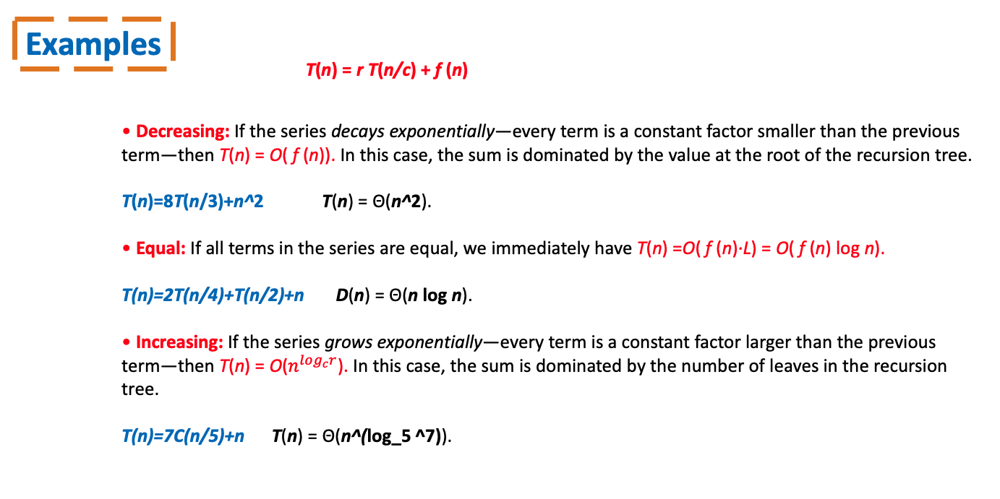 Examples
T(n) = r T(n/c) + f (n)
• Decreasing: If the series decays exponentially—every term is a constant factor smaller than the previous
term—then T(n) = O( f (n)). In this case, the sum is dominated by the value at the root of the recursion tree.
T(n)=8T(n/3)+n^2 T(n) = Θ(n^2).
• Equal: If all terms in the series are equal, we immediately have T(n) =O( f (n)·L) = O( f (n) log n).
T(n)=2T(n/4)+T(n/2)+n D(n) = Θ(n log n).
• Increasing: If the series grows exponentially—every term is a constant factor larger than the previous
term—then T(n) = O(n^{log_c r}). In this case, the sum is dominated by the number of leaves in the recursion
tree.
T(n)=7C(n/5)+n T(n) = Θ(n^(log_5 ^7)).